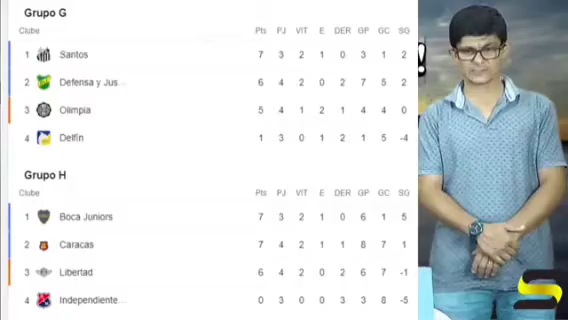 Grupo G
Clube Pts PJ VIT E DER GP GC SG
1 Santos 7 3 2 1 0 3 1 2
2 Defensa y Jus... 6 4 2 0 2 7 5 2
3 Olimpia 5 4 1 2 1 4 4 0
4 Delfín 1 3 0 1 2 1 5 -4
Grupo H
Clube Pts PJ VIT E DER GP GC SG
1 Boca Juniors 7 3 2 1 0 6 1 5
2 Caracas 7 4 2 1 1 8 7 1
3 Libertad 6 4 2 0 2 6 7 -1
4 Independiente... 0 3 0 0 3 3 8 -5
!